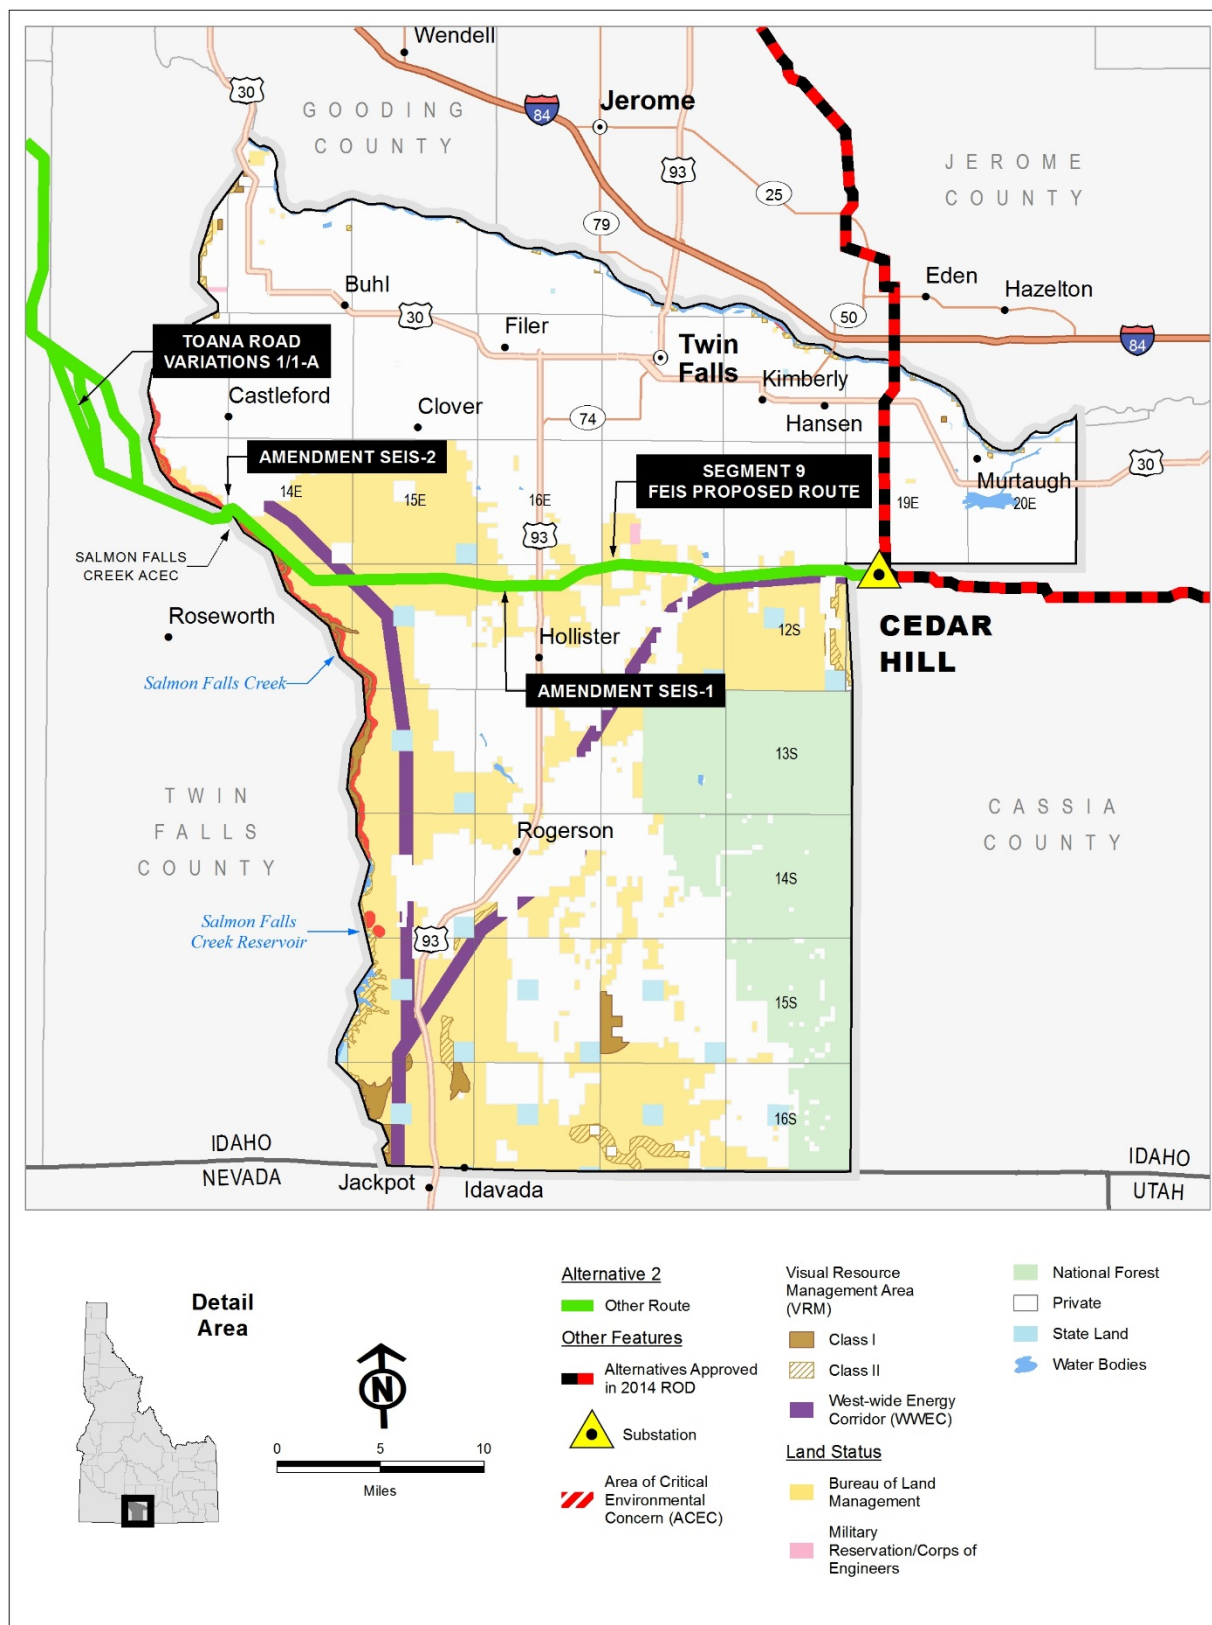 Wendell
30
GOODING
COUNTY
84
Jerome
93
25
JEROME
COUNTY
79
Eden
Hazelton
50
Buhl
30
Filer
84
TOANA ROAD
VARIATIONS 1/1-A
Twin
Falls
Castleford
Kimberly
Clover
74
Hansen
AMENDMENT SEIS-2
SEGMENT 9
FEIS PROPOSED ROUTE
30
Murtaugh
14E
15E
16E
19E
20E
93
SALMON FALLS
CREEK ACEC
Roseworth
Hollister
12S
CEDAR
HILL
Salmon Falls Creek
AMENDMENT SEIS-1
13S
TWIN
FALLS
COUNTY
CASSIA
COUNTY
Rogerson
14S
Salmon Falls
Creek Reservoir
93
15S
16S
IDAHO
NEVADA
IDAHO
UTAH
Jackpot
Idavada
Detail
Area
N
0 5 10
Miles
Alternative 2
Other Route
Other Features
Alternatives Approved
in 2014 ROD
Substation
Area of Critical
Environmental
Concern (ACEC)
Visual Resource
Management Area
(VRM)
Class I
Class II
West-wide Energy
Corridor (WWEC)
Land Status
Bureau of Land
Management
Military
Reservation/Corps of
Engineers
National Forest
Private
State Land
Water Bodies